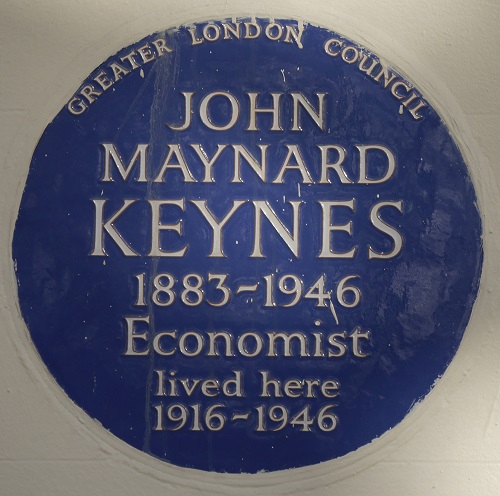 GREATER LONDON COUNCIL
JOHN
MAYNARD
KEYNES
1883~1946
Economist
lived here
1916~1946